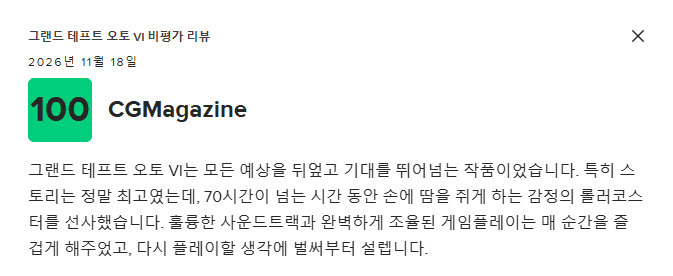 그랜드 테프트 오토 VI 비평가 리뷰
2026년 11월 18일
100 CGMagazine
그랜드 테프트 오토 VI는 모든 예상을 뒤엎고 기대를 뛰어넘는 작품이었습니다. 특히 스
토리는 정말 최고였는데, 70시간이 넘는 시간 동안 손에 땀을 쥐게 하는 감정의 롤러코스
터를 선사했습니다. 훌륭한 사운드트랙과 완벽하게 조율된 게임플레이는 매 순간을 즐
겁게 해주었고, 다시 플레이할 생각에 벌써부터 설렙니다.